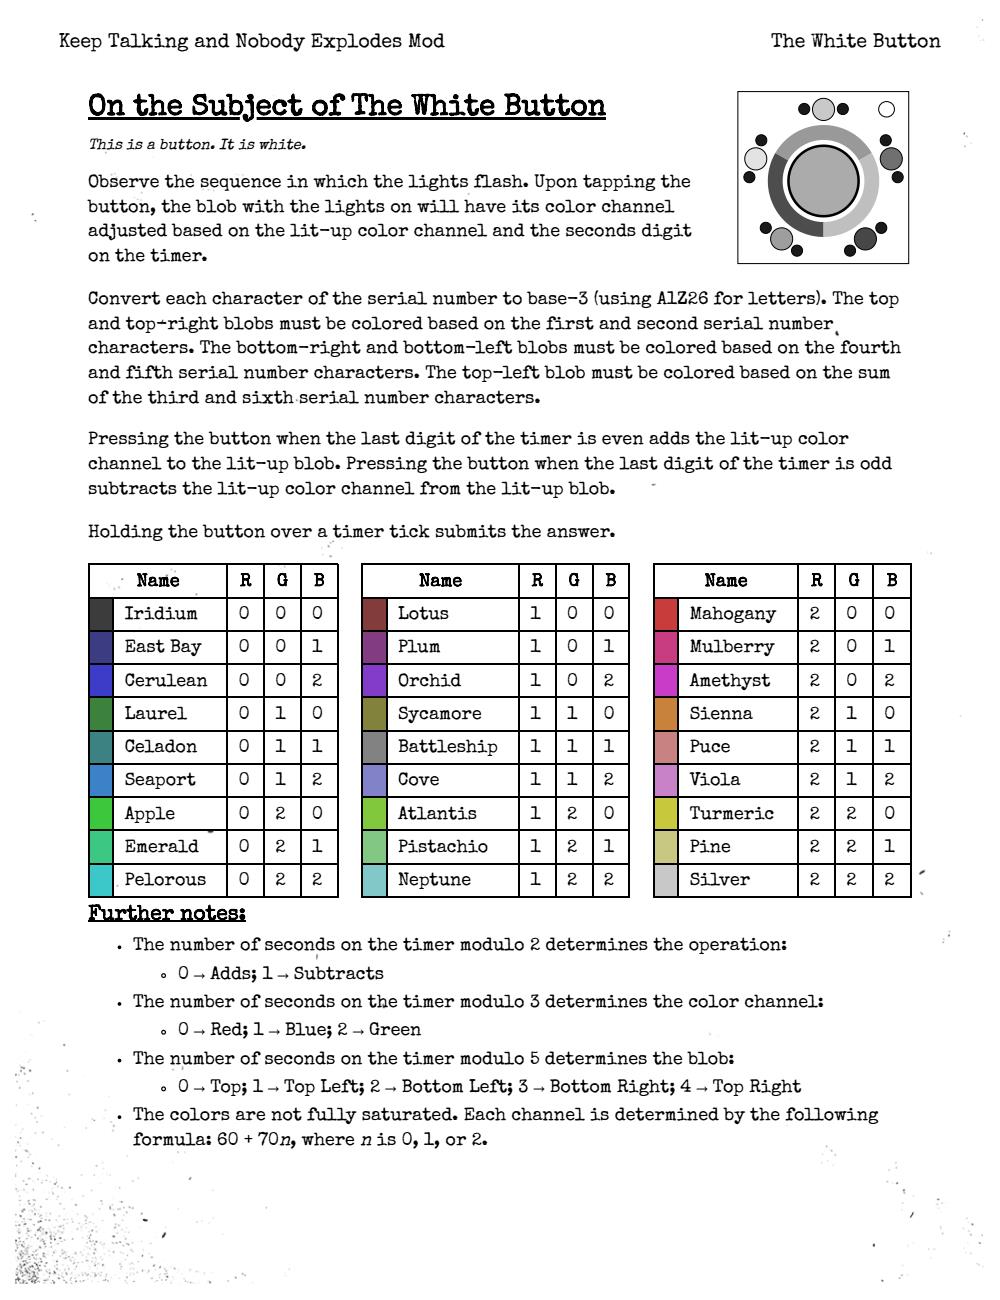 Keep Talking and Nobody Explodes Mod
The White Button
On the Subject of The White Button
This is a button. It is white.
Observe the sequence in which the lights flash. Upon tapping the
button, the blob with the lights on will have its color channel
adjusted based on the lit-up color channel and the seconds digit
on the timer.
Convert each character of the serial number to base-3 (using A1Z26 for letters). The top
and top-right blobs must be colored based on the first and second serial number
characters. The bottom-right and bottom-left blobs must be colored based on the fourth
and fifth serial number characters. The top-left blob must be colored based on the sum
of the third and sixth serial number characters.
Pressing the button when the last digit of the timer is even adds the lit-up color
channel to the lit-up blob. Pressing the button when the last digit of the timer is odd
subtracts the lit-up color channel from the lit-up blob.
Holding the button over a timer tick submits the answer.
Name R G B
Iridium 0 0 0
East Bay 0 0 1
Cerulean 0 0 2
Laurel 0 1 0
Celadon 0 1 1
Seaport 0 1 2
Apple 0 2 0
Emerald 0 2 1
Pelorous 0 2 2
Name R G B
Lotus 1 0 0
Plum 1 0 1
Orchid 1 0 2
Sycamore 1 1 0
Battleship 1 1 1
Cove 1 1 2
Atlantis 1 2 0
Pistachio 1 2 1
Neptune 1 2 2
Name R G B
Mahogany 2 0 0
Mulberry 2 0 1
Amethyst 2 0 2
Sienna 2 1 0
Puce 2 1 1
Viola 2 1 2
Turmeric 2 2 0
Pine 2 2 1
Silver 2 2 2
Further notes:
• The number of seconds on the timer modulo 2 determines the operation:
∘ 0 → Adds; 1 → Subtracts
• The number of seconds on the timer modulo 3 determines the color channel:
∘ 0 → Red; 1 → Blue; 2 → Green
• The number of seconds on the timer modulo 5 determines the blob:
∘ 0 → Top; 1 → Top Left; 2 → Bottom Left; 3 → Bottom Right; 4 → Top Right
• The colors are not fully saturated. Each channel is determined by the following
formula: 60 + 70n, where n is 0, 1, or 2.